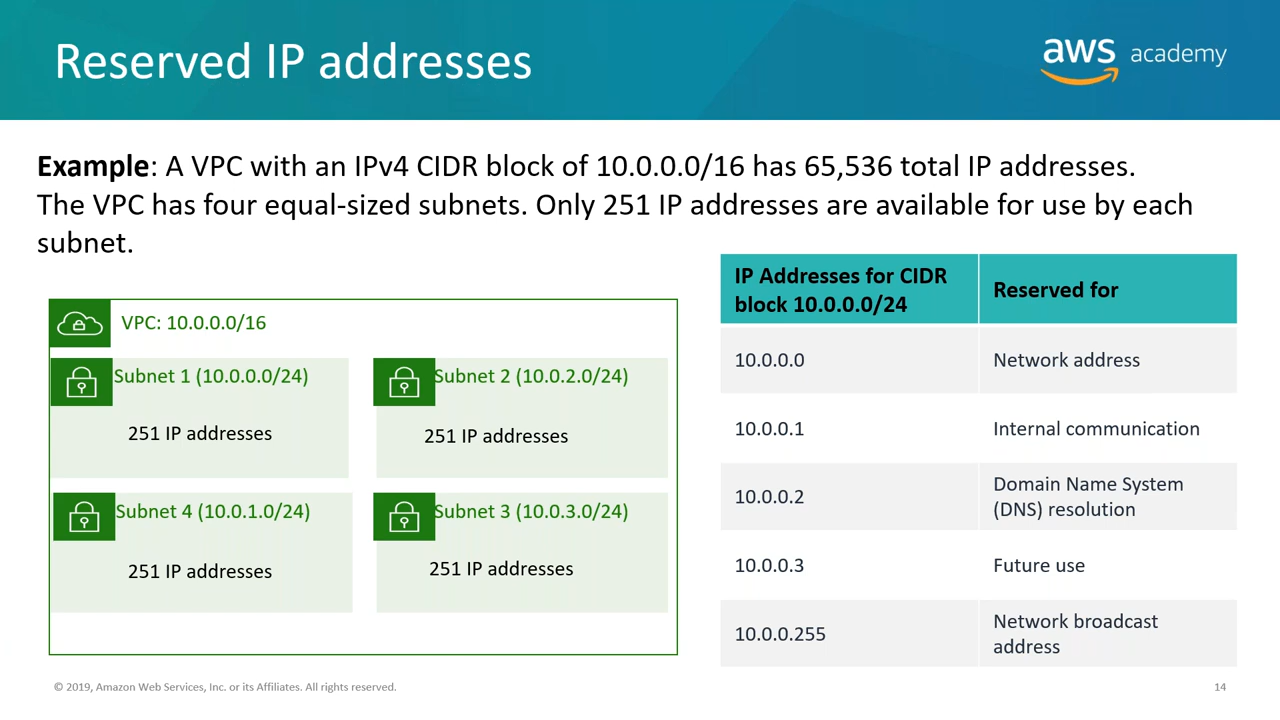 Reserved IP addresses
aws academy
Example: A VPC with an IPv4 CIDR block of 10.0.0.0/16 has 65,536 total IP addresses.
The VPC has four equal-sized subnets. Only 251 IP addresses are available for use by each
subnet.
VPC: 10.0.0.0/16
Subnet 1 (10.0.0.0/24)
251 IP addresses
Subnet 2 (10.0.2.0/24)
251 IP addresses
Subnet 4 (10.0.1.0/24)
251 IP addresses
Subnet 3 (10.0.3.0/24)
251 IP addresses
IP Addresses for CIDR
block 10.0.0.0/24
Reserved for
10.0.0.0
Network address
10.0.0.1
Internal communication
10.0.0.2
Domain Name System
(DNS) resolution
10.0.0.3
Future use
10.0.0.255
Network broadcast
address
© 2019, Amazon Web Services, Inc. or its Affiliates. All rights reserved.
14